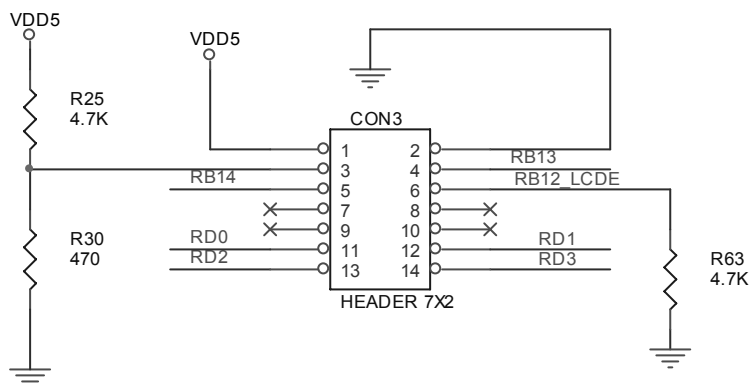 VDD5
VDD5
R25
4.7K
CON3
1 2
RB13
3 4
RB14
RB12_LCDE
5 6
7 8
9 10
R30
470
RD0
RD1
11 12
RD2
RD3
13 14
R63
4.7K
HEADER 7X2